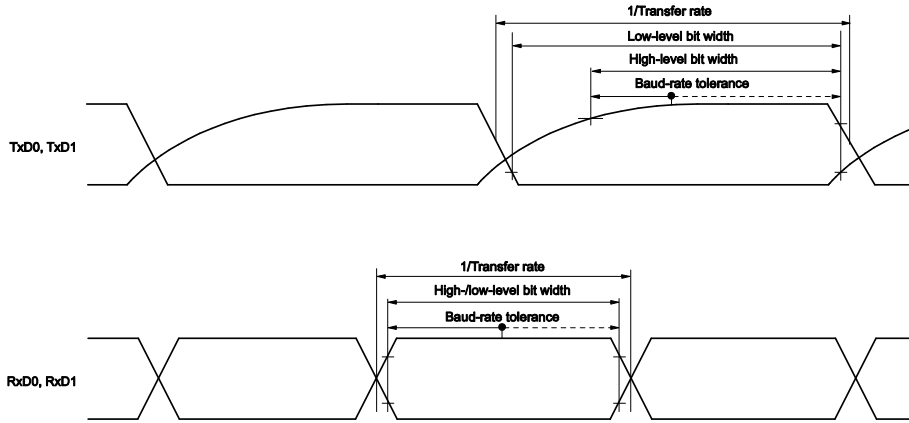 1/Transfer rate
Low-level bit width
High-level bit width
Baud-rate tolerance
TxD0, TxD1
1/Transfer rate
High-/low-level bit width
Baud-rate tolerance
RxD0, RxD1